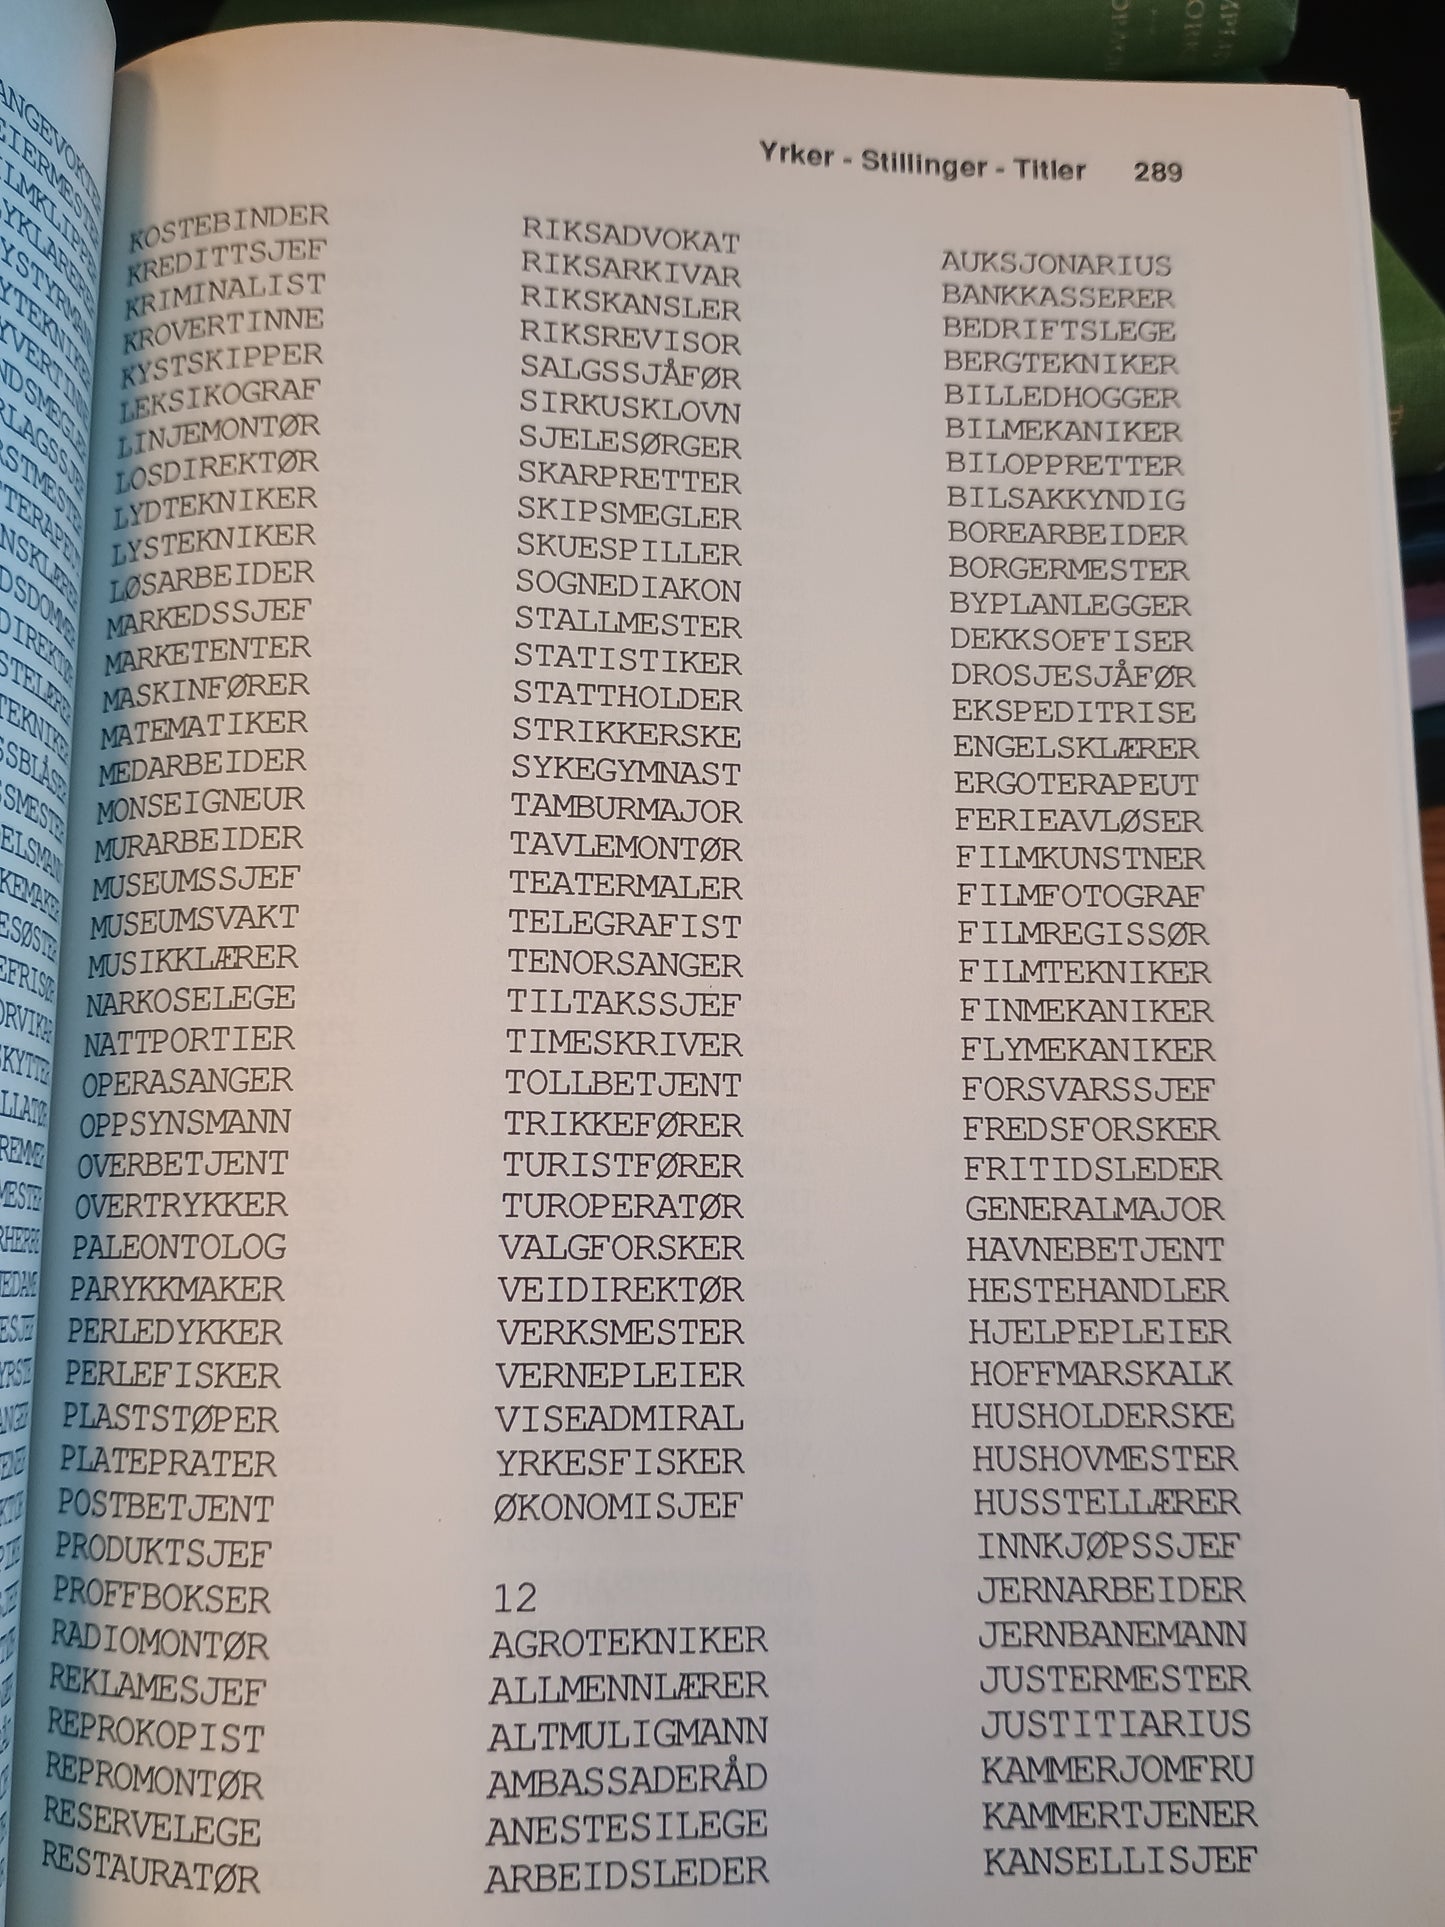 Yrker - Stillinger - Titler 289
KOSTEBINDER
KREDITTSJEF
KRIMINALIST
KROVERTINNE
KYSTSKIPPER
LEKSIKOGRAF
LINJEMONTØR
LOSDIREKTØR
LYDTEKNIKER
LYSTEKNIKER
LØSARBEIDER
MARKEDSSJEF
MARKETENTER
MASKINFØRER
MATEMATIKER
MEDARBEIDER
MONSEIGNEUR
MURARBEIDER
MUSEUMSSJEF
MUSEUMSVAKT
MUSIKKLÆRER
NARKOSELEGE
NATTPORTIER
OPERASANGER
OPPSYNSMANN
OVERBETJENT
OVERTRYKKER
PALEONTOLOG
PARYKKMAKER
PERLEDYKKER
PERLEFISKER
PLASTSTØPER
PLATEPRATER
POSTBETJENT
PRODUKTSJEF
PROFFBOKSER
RADIOMONTØR
REKLAMESJEF
REPROKOPIST
REPROMONTØR
RESERVELEGE
RESTAURATØR
RIKSADVOKAT
RIKSARKIVAR
RIKSKANSLER
RIKSREVISOR
SALGSSJÅFØR
SIRKUSKLOVN
SJELESØRGER
SKARPRETTER
SKIPSMEGLER
SKUESPILLER
SOGNEDIAKON
STALLMESTER
STATISTIKER
STATTHOLDER
STRIKKERSKE
SYKEGYMNAST
TAMBURMAJOR
TAVLEMONTØR
TEATERMALER
TELEGRAFIST
TENORSANGER
TILTAKSSJEF
TIMESKRIVER
TOLLBETJENT
TRIKKEFØRER
TURISTFØRER
TUROPERATØR
VALGFORSKER
VEIDIREKTØR
VERKSMESTER
VERNEPLEIER
VISEADMIRAL
YRKESFISKER
ØKONOMISJEF
12
AGROTEKNIKER
ALLMENNLÆRER
ALTMULIGMANN
AMBASSADERÅD
ANESTESILEGE
ARBEIDSLEDER
AUKSJONARIUS
BANKKASSERER
BEDRIFTSLEGE
BERGTEKNIKER
BILLEDHOGGER
BILMEKANIKER
BILOPPRETTER
BILSAKKYNDIG
BOREARBEIDER
BORGERMESTER
BYPLANLEGGER
DEKKSOFFISER
DROSJESJÅFØR
EKSPEDITRISE
ENGELSKLÆRER
ERGOTERAPEUT
FERIEAVLØSER
FILMKUNSTNER
FILMFOTOGRAF
FILMREGISSØR
FILMTEKNIKER
FINMEKANIKER
FLYMEKANIKER
FORSVARSSJEF
FREDSFORSKER
FRITIDSLEDER
GENERALMAJOR
HAVNEBETJENT
HESTEHANDLER
HJELPEPLEIER
HOFFMARSKALK
HUSHOLDERSKE
HUSHOVMESTER
HUSSTELLÆRER
INNKJØPSSJEF
JERNARBEIDER
JERNBANEMANN
JUSTERMESTER
JUSTITIARIUS
KAMMERJOMFRU
KAMMERTJENER
KANSELLISJEF